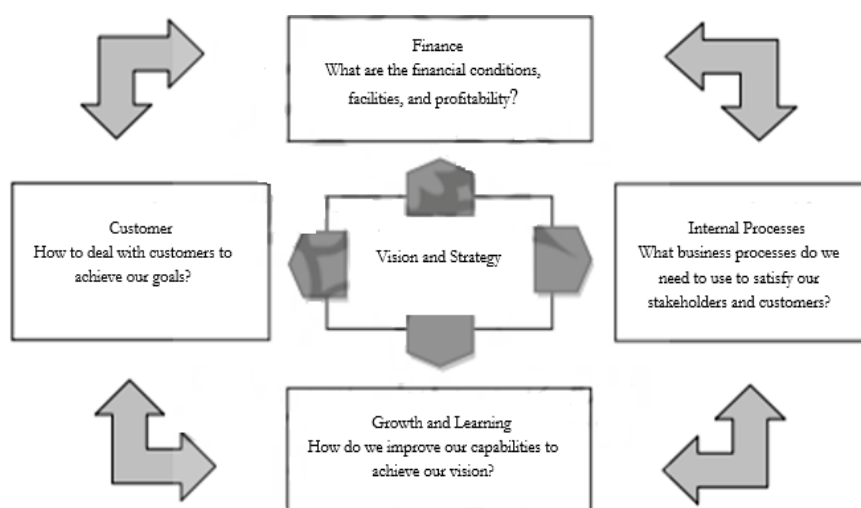 Finance
What are the financial conditions,
facilities, and profitability?
Customer
How to deal with customers to
achieve our goals?
Vision and Strategy
Internal Processes
What business processes do we
need to use to satisfy our
stakeholders and customers?
Growth and Learning
How do we improve our capabilities to
achieve our vision?